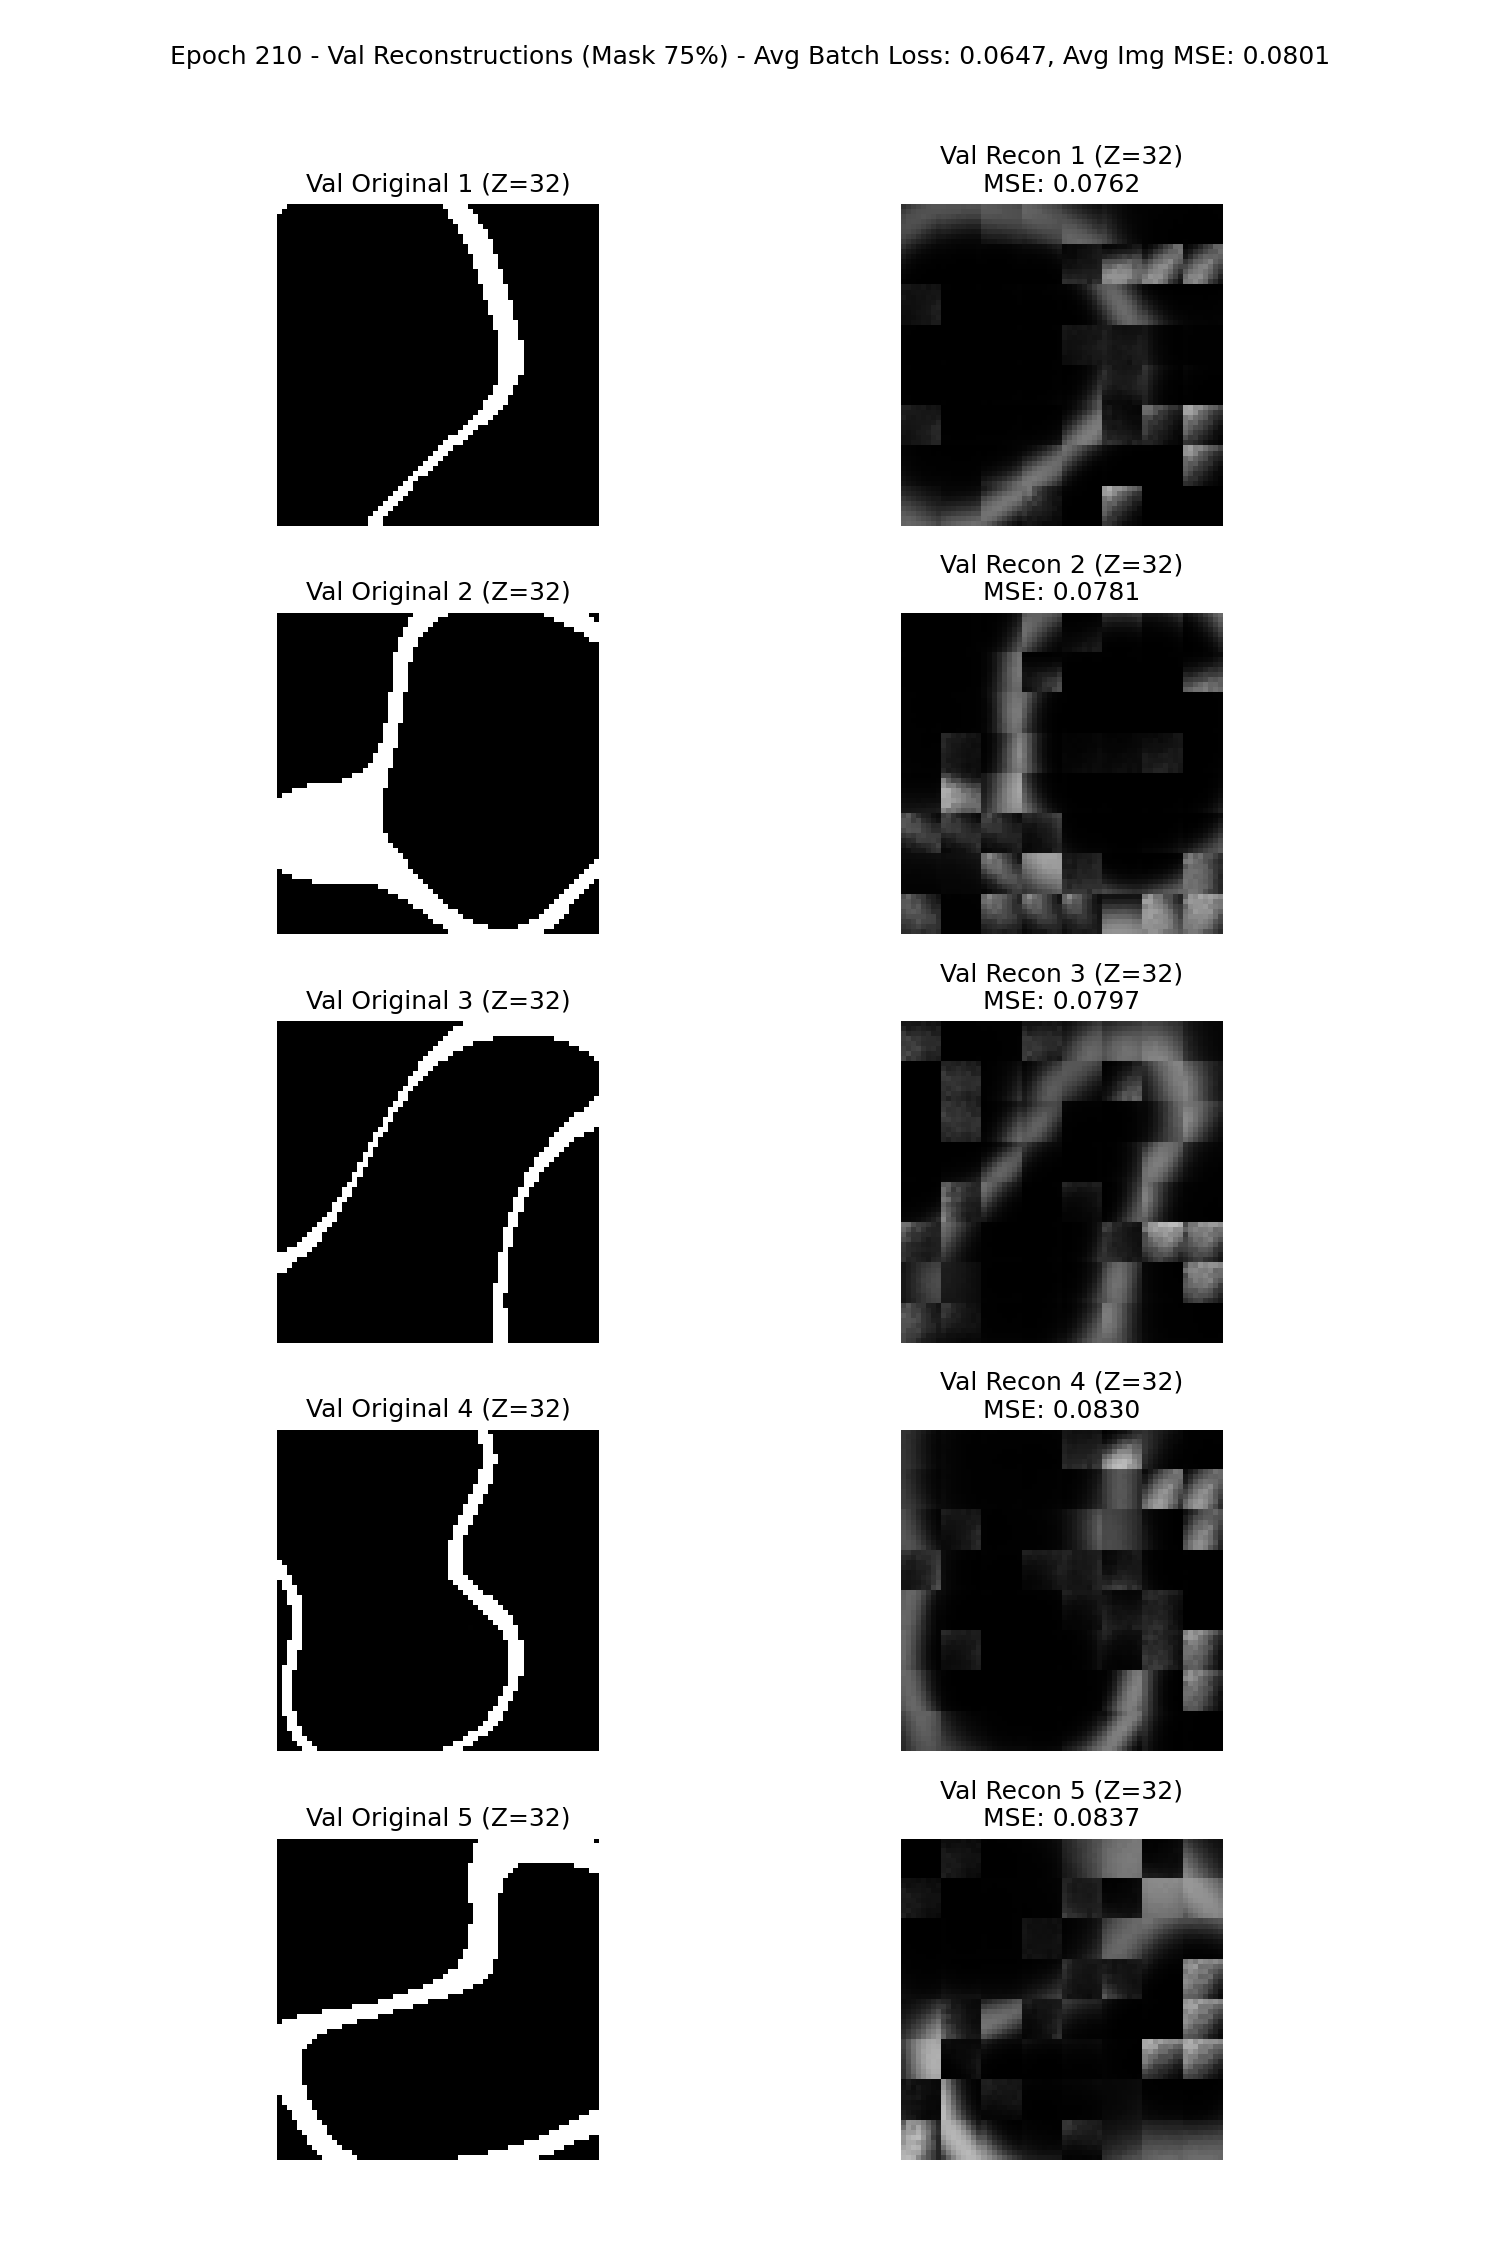 Epoch 210 - Val Reconstructions (Mask 75%) - Avg Batch Loss: 0.0647, Avg Img MSE: 0.0801
Val Original 1 (Z=32)
Val Recon 1 (Z=32)
MSE: 0.0762
Val Original 2 (Z=32)
Val Recon 2 (Z=32)
MSE: 0.0781
Val Original 3 (Z=32)
Val Recon 3 (Z=32)
MSE: 0.0797
Val Original 4 (Z=32)
Val Recon 4 (Z=32)
MSE: 0.0830
Val Original 5 (Z=32)
Val Recon 5 (Z=32)
MSE: 0.0837